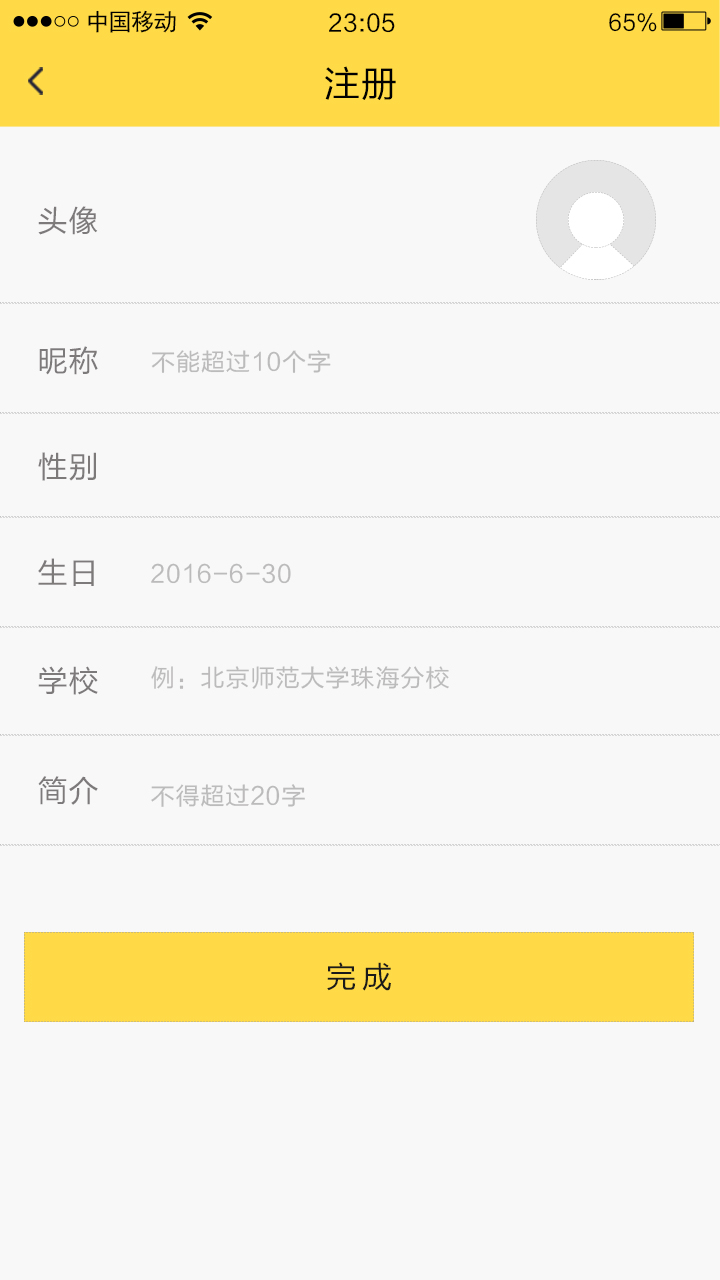 中国移动 23:05 65%
注册
头像
昵称 不能超过10个字
性别
生日 2016-6-30
学校 例：北京师范大学珠海分校
简介 不得超过20字
完成